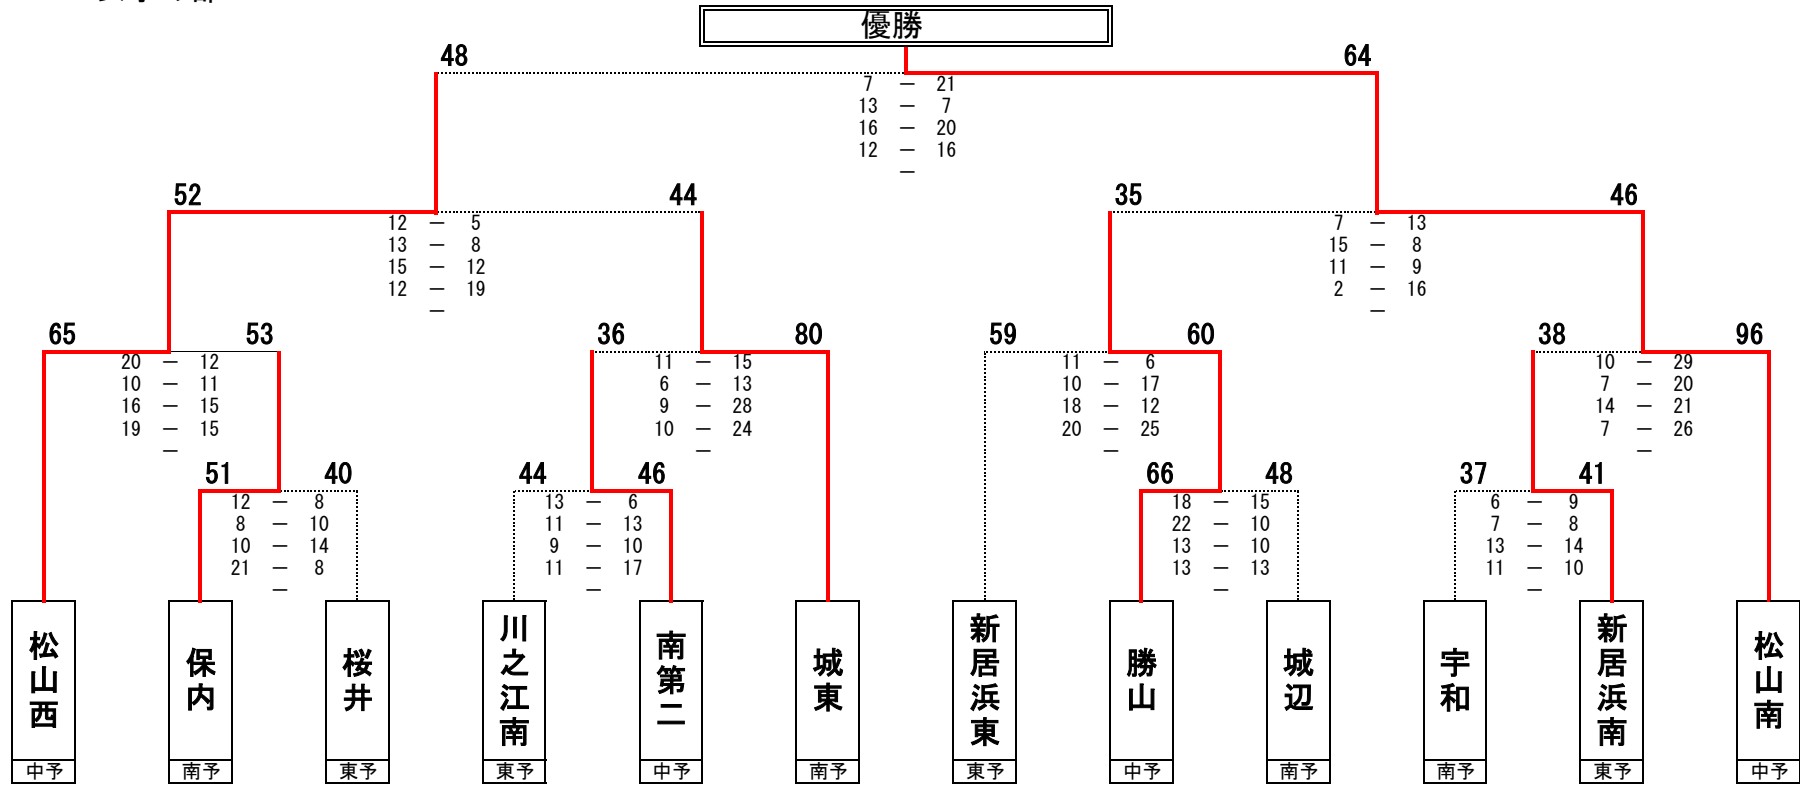 優勝
48 64
7 ― 21
13 ― 7
16 ― 20
12 ― 16
―
52 44
12 ― 5
13 ― 8
15 ― 12
12 ― 19
―
35 46
7 ― 13
15 ― 8
11 ― 9
2 ― 16
―
65 53
20 ― 12
10 ― 11
16 ― 15
19 ― 15
―
36 80
11 ― 15
6 ― 13
9 ― 28
10 ― 24
―
59 60
11 ― 6
10 ― 17
18 ― 12
20 ― 25
―
38 96
10 ― 29
7 ― 20
14 ― 21
7 ― 26
―
51 40
12 ― 8
8 ― 10
10 ― 14
21 ― 8
―
44 46
13 ― 6
11 ― 13
9 ― 10
11 ― 17
―
66 48
18 ― 15
22 ― 10
13 ― 10
13 ― 13
―
37 41
6 ― 9
7 ― 8
13 ― 14
11 ― 10
―
松山西
中予
保内
南予
桜井
東予
川之江南
東予
南第二
中予
城東
南予
新居浜東
東予
勝山
中予
城辺
南予
宇和
南予
新居浜南
東予
松山南
中予